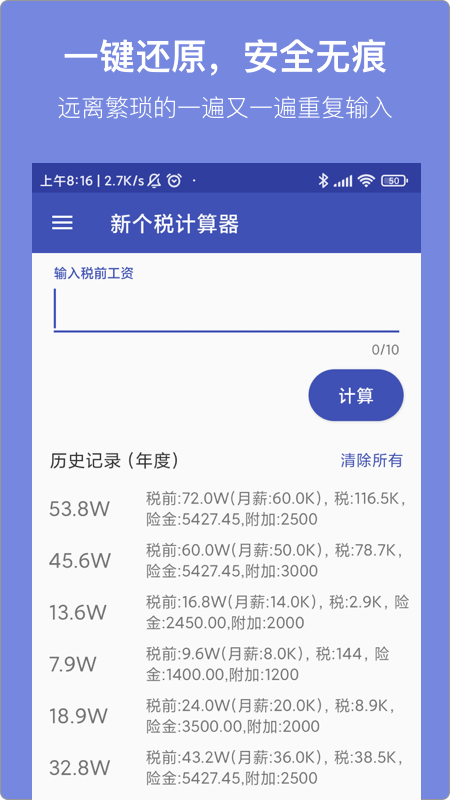 一键还原，安全无痕
远离繁琐的一遍又一遍重复输入
上午8:16 | 2.7K/s
50
新个税计算器
输入税前工资
0/10
计算
历史记录 (年度)
清除所有
53.8W
税前:72.0W(月薪:60.0K)，税:116.5K，
险金:5427.45,附加:2500
45.6W
税前:60.0W(月薪:50.0K)，税:78.7K，
险金:5427.45,附加:3000
13.6W
税前:16.8W(月薪:14.0K)，税:2.9K，险
金:2450.00,附加:2000
7.9W
税前:9.6W(月薪:8.0K)，税:144，险
金:1400.00,附加:1200
18.9W
税前:24.0W(月薪:20.0K)，税:8.9K，
险金:3500.00,附加:2000
32.8W
税前:43.2W(月薪:36.0K)，税:38.5K，
险金:5427.45,附加:2500